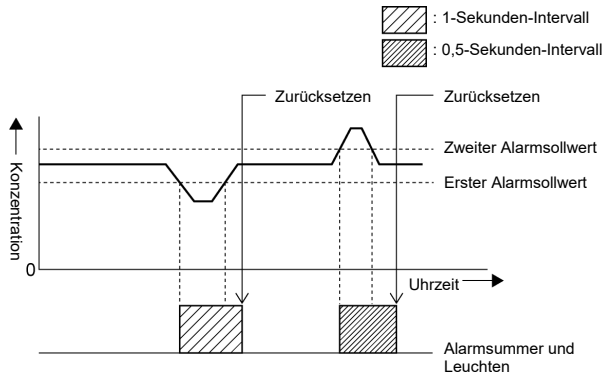 : 1-Sekunden-Intervall
: 0,5-Sekunden-Intervall
Zurücksetzen
Zurücksetzen
Zweiter Alarmsollwert
Erster Alarmsollwert
Konzentration
0
Uhrzeit
Alarmsummer und
Leuchten